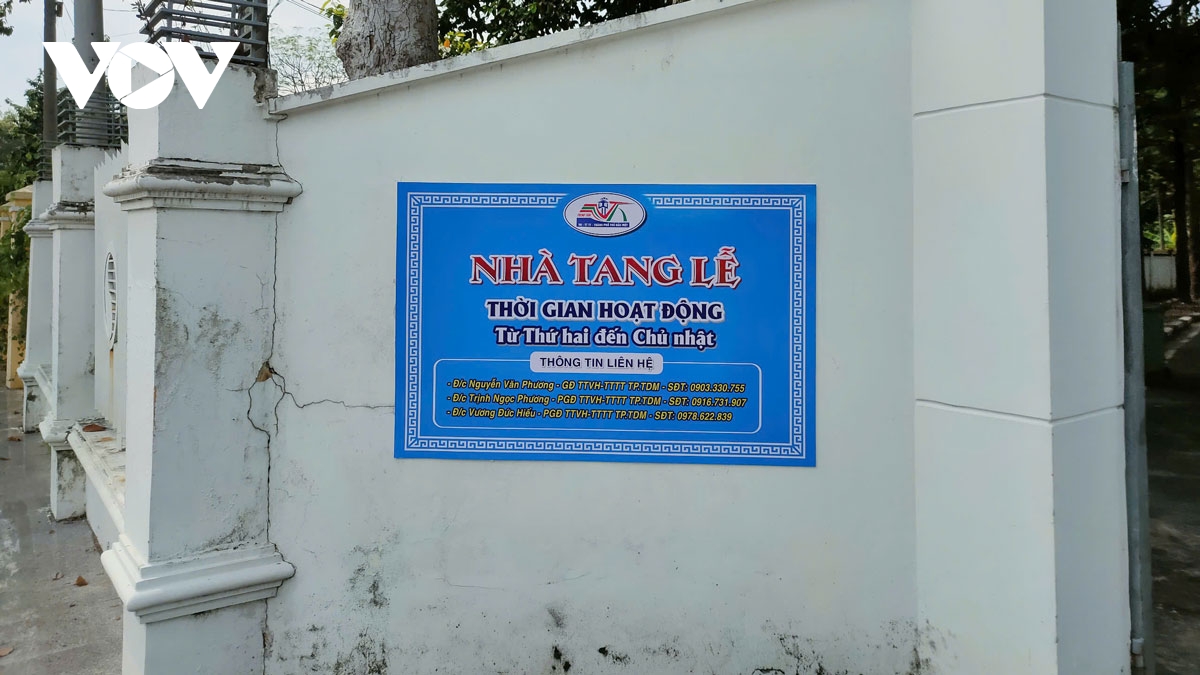 VOV
NHÀ TANG LỄ
THỜI GIAN HOẠT ĐỘNG
Từ Thứ hai đến Chủ nhật
THÔNG TIN LIÊN HỆ
- Đ/c Nguyễn Văn Phương - GĐ TTVH-TTTT TP.TDM - SĐT: 0903.330.755
- Đ/c Trịnh Ngọc Phương - PGĐ TTVH-TTTT TP.TDM - SĐT: 0916.731.907
- Đ/c Vương Đức Hiếu - PGĐ TTVH-TTTT TP.TDM - SĐT: 0978.622.839